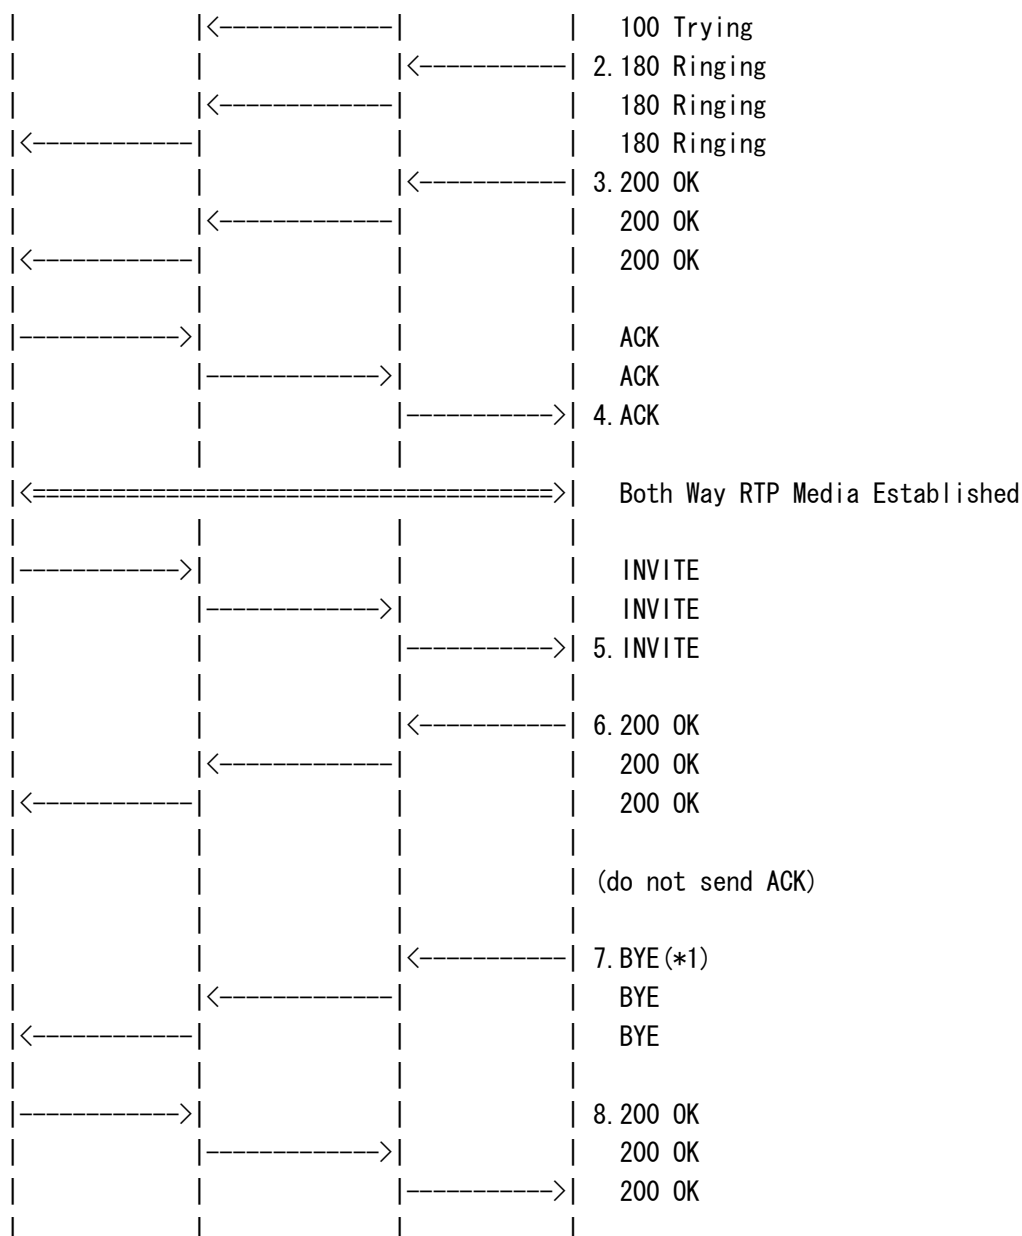 |            |<-------------|            |   100 Trying
|            |              |<-----------| 2.180 Ringing
|            |<-------------|            |   180 Ringing
|<------------|              |            |   180 Ringing
|            |              |<-----------| 3.200 OK
|            |<-------------|            |   200 OK
|<------------|              |            |   200 OK
|            |              |            |
|------------>|              |            |   ACK
|            |------------->|            |   ACK
|            |              |----------->| 4.ACK
|            |              |            |
|<=======================================>|   Both Way RTP Media Established
|            |              |            |
|------------>|              |            |   INVITE
|            |------------->|            |   INVITE
|            |              |----------->| 5.INVITE
|            |              |            |
|            |              |<-----------| 6.200 OK
|            |<-------------|            |   200 OK
|<------------|              |            |   200 OK
|            |              |            |
|            |              |            | (do not send ACK)
|            |              |            |
|            |              |<-----------| 7.BYE(*1)
|            |<-------------|            |   BYE
|<------------|              |            |   BYE
|            |              |            |
|------------>|              |            | 8.200 OK
|            |------------->|            |   200 OK
|            |              |----------->|   200 OK
|            |              |            |